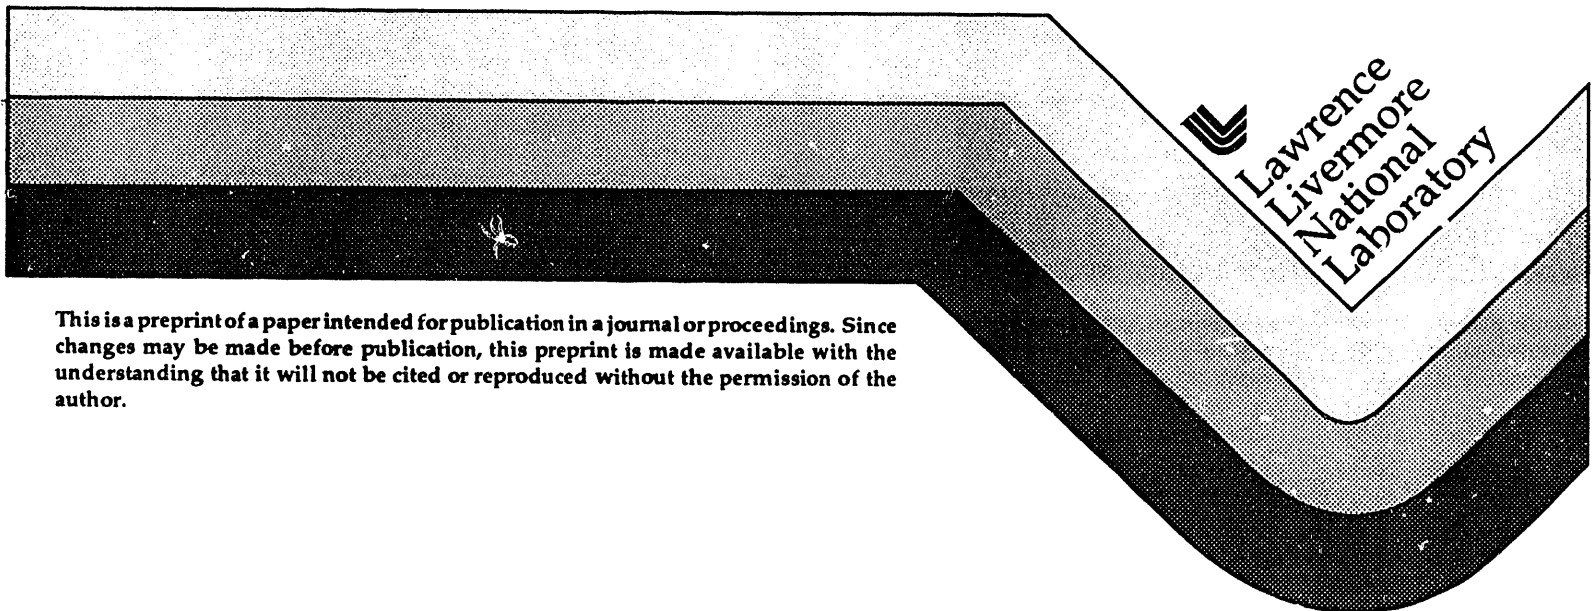 Lawrence
Livermore
National
Laboratory
This is a preprint of a paper intended for publication in a journal or proceedings. Since
changes may be made before publication, this preprint is made available with the
understanding that it will not be cited or reproduced without the permission of the
author.